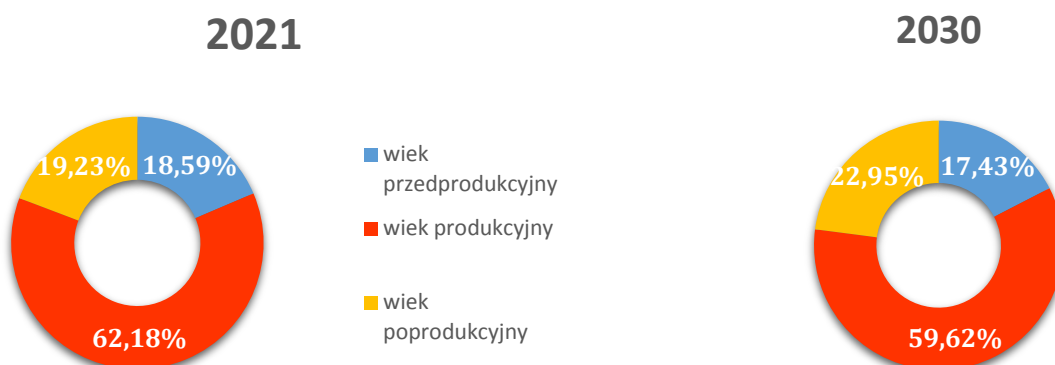 2021
2030
19,23%
18,59%
62,18%
wiek
przedprodukcyjny
wiek produkcyjny
wiek
poprodukcyjny
22,95%
17,43%
59,62%